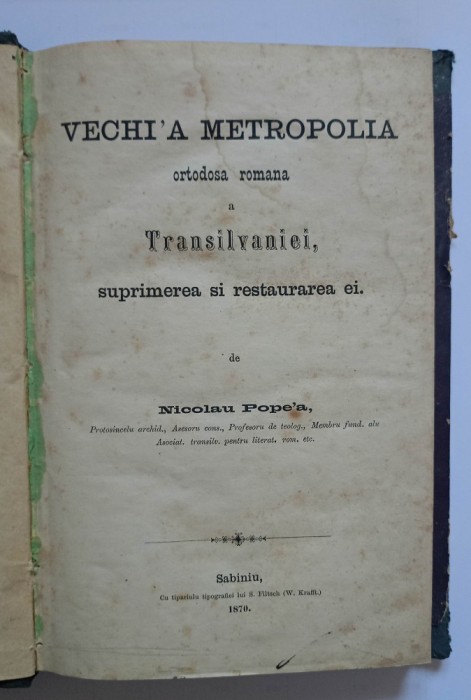 VECHI'A METROPOLIA
ortodosa romana
a
Transilvaniei,
suprimerea si restaurarea ei.
de
Nicolau Pope'a,
Protosincelu archid., Asesoru cons., Profesoru de teolog., Membru fund. alu
Asociat. transilv. pentru literat. rom. etc.
Sabiniu,
Cu tipariulu tipografiei lui S. Filtsch (W. Krafft.)
1870.